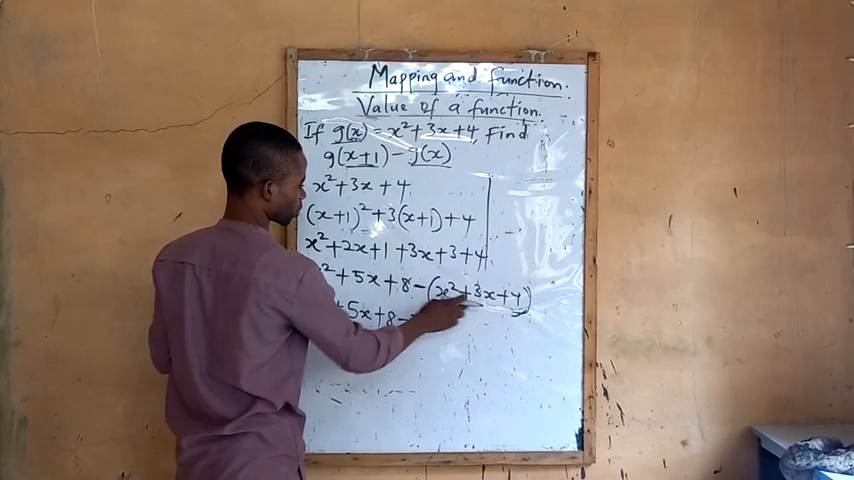 Mapping and function.
Value of a function.
If g(x) = x² + 3x + 4, Find
g(x+1) - g(x)
x² + 3x + 4
(x+1)² + 3(x+1) + 4
x² + 2x + 1 + 3x + 3 + 4
² + 5x + 8 - (x² + 3x + 4)
+ 5x + 8 -